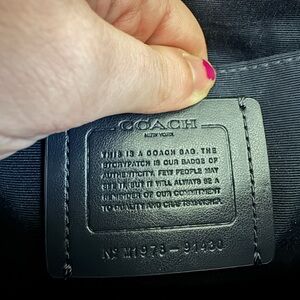 COACH
NEW YORK
THIS IS A COACH BAG. THE
STORYPATCH IS OUR BADGE OF
AUTHENTICITY. FEW PEOPLE MAY
SEE IT, BUT IT WILL ALWAYS BE A
REMINDER OF OUR COMMITMENT
TO QUALITY AND CRAFTSMANSHIP.
Nº M1978-91430